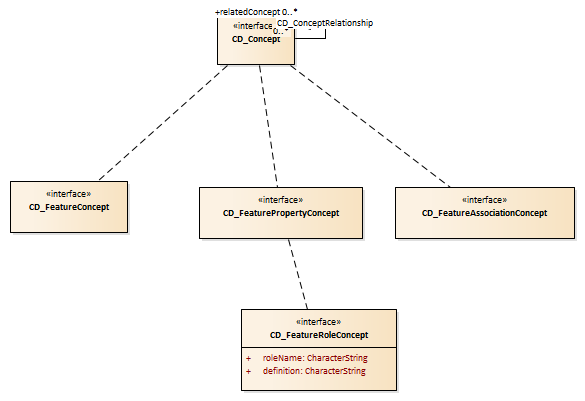 +relatedConcept 0..*
CD_ConceptRelationship
«interface
0..*
CD_Concept
«interface»
CD_FeatureConcept
«interface»
CD_FeaturePropertyConcept
«interface»
CD_FeatureAssociationConcept
«interface»
CD_FeatureRoleConcept
+ roleName: CharacterString
+ definition: CharacterString